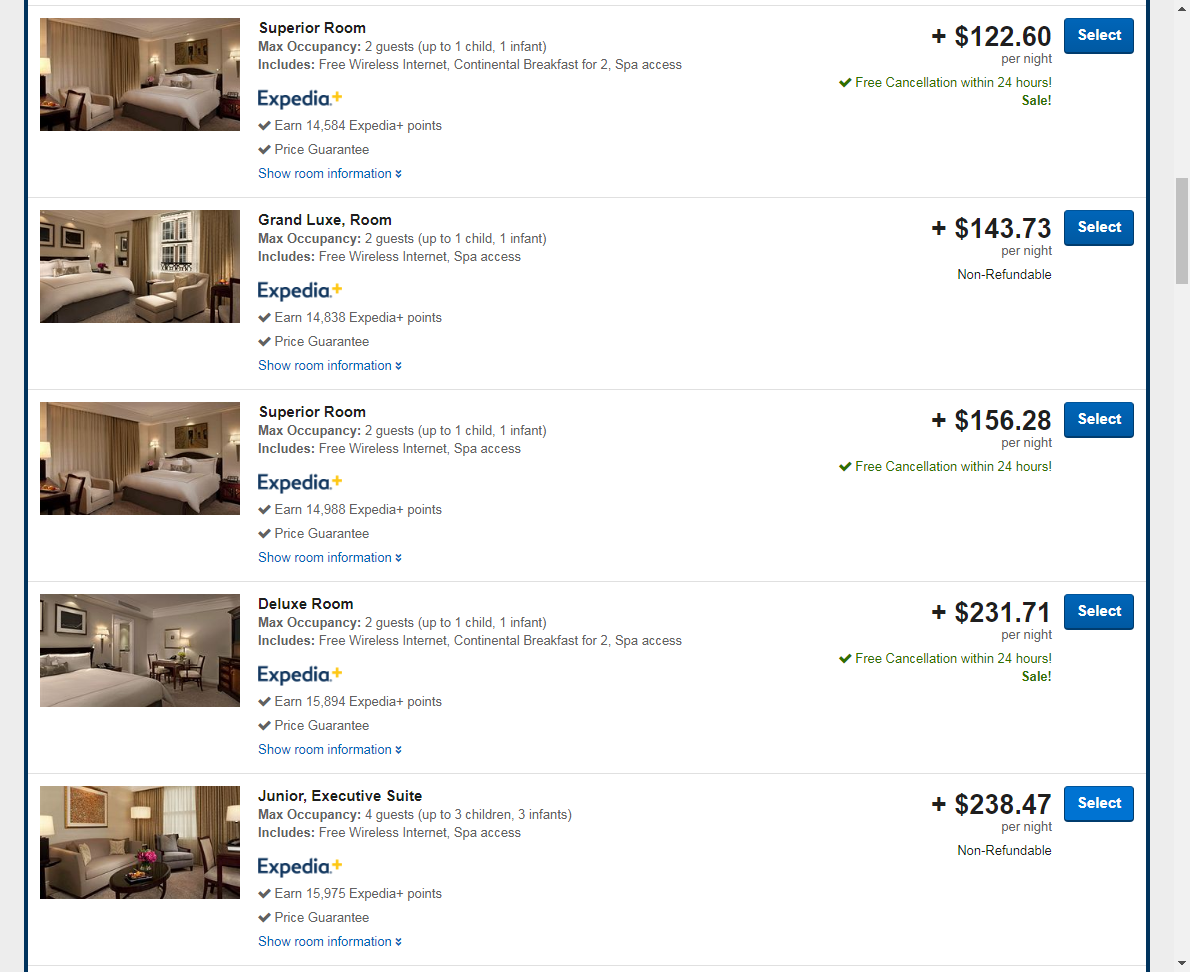 Superior Room
Max Occupancy: 2 guests (up to 1 child, 1 infant)
Includes: Free Wireless Internet, Continental Breakfast for 2, Spa access
Expedia+
Earn 14,584 Expedia+ points
Price Guarantee
Show room information
+ $122.60
per night
Free Cancellation within 24 hours!
Sale!
Select
Grand Luxe, Room
Max Occupancy: 2 guests (up to 1 child, 1 infant)
Includes: Free Wireless Internet, Spa access
Expedia+
Earn 14,838 Expedia+ points
Price Guarantee
Show room information
+ $143.73
per night
Non-Refundable
Select
Superior Room
Max Occupancy: 2 guests (up to 1 child, 1 infant)
Includes: Free Wireless Internet, Spa access
Expedia+
Earn 14,988 Expedia+ points
Price Guarantee
Show room information
+ $156.28
per night
Free Cancellation within 24 hours!
Select
Deluxe Room
Max Occupancy: 2 guests (up to 1 child, 1 infant)
Includes: Free Wireless Internet, Continental Breakfast for 2, Spa access
Expedia+
Earn 15,894 Expedia+ points
Price Guarantee
Show room information
+ $231.71
per night
Free Cancellation within 24 hours!
Sale!
Select
Junior, Executive Suite
Max Occupancy: 4 guests (up to 3 children, 3 infants)
Includes: Free Wireless Internet, Spa access
Expedia+
Earn 15,975 Expedia+ points
Price Guarantee
Show room information
+ $238.47
per night
Non-Refundable
Select